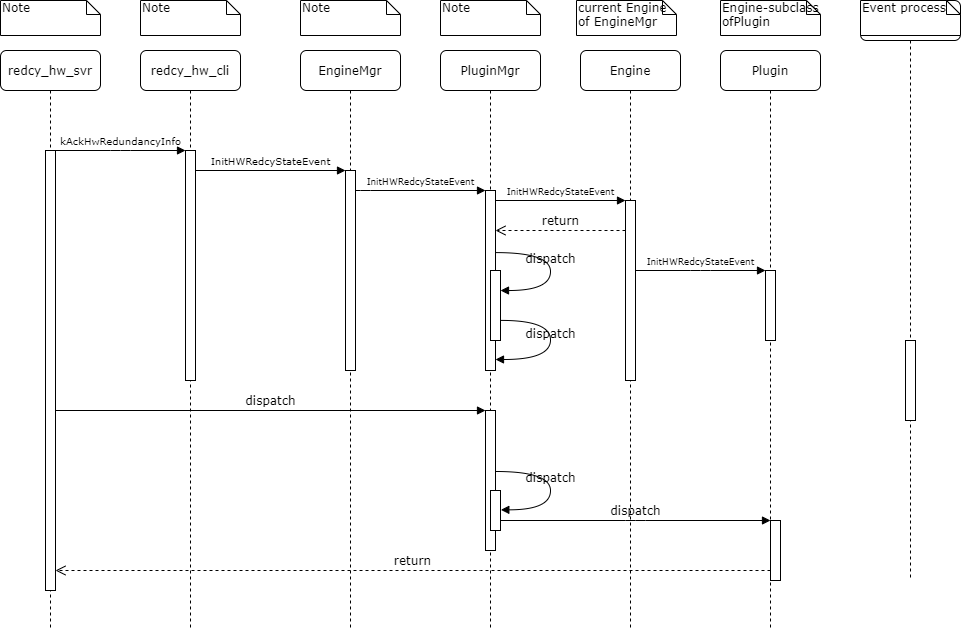 Note
Note
Note
Note
current Engine
of EngineMgr
Engine-subclass
ofPlugin
Event process
redcy_hw_svr
redcy_hw_cli
EngineMgr
PluginMgr
Engine
Plugin
kAckHwRedundancyInfo
InitHWRedcyStateEvent
InitHWRedcyStateEvent
InitHWRedcyStateEvent
return
dispatch
InitHWRedcyStateEvent
dispatch
dispatch
dispatch
dispatch
return